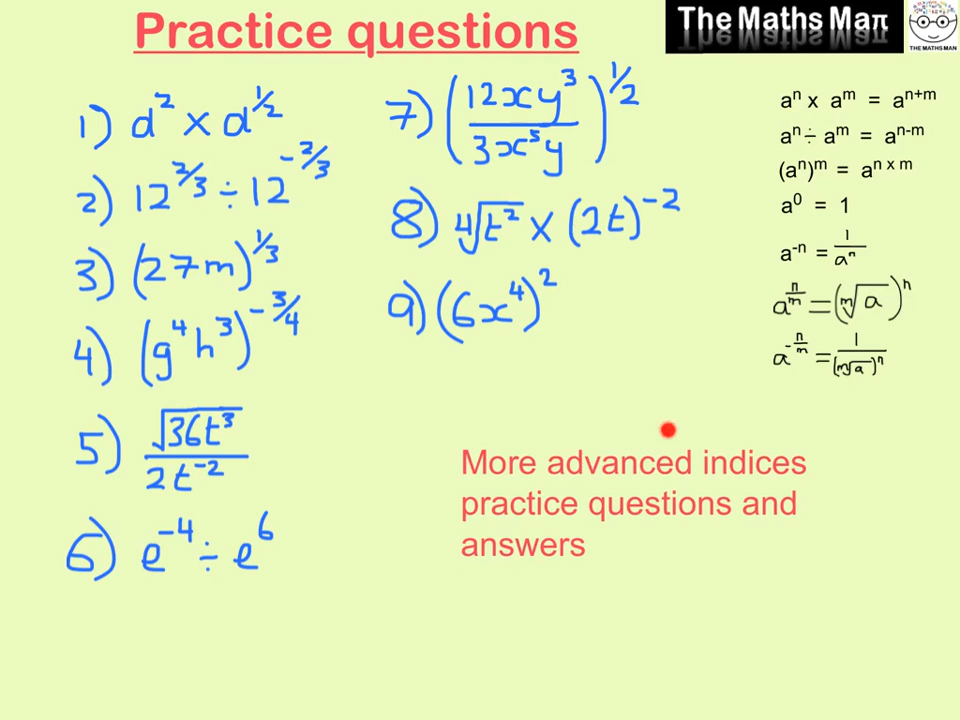 Practice questions
The Maths Man
THE MATHS MAN
1) d² x d^½
2) 12^⅔ ÷ 12^-⅔
3) (27m)^⅓
4) (g⁴h³)^-¾
5) √36t³ / 2t⁻²
6) e⁻⁴ ÷ e⁶
7) (12xy³ / 3x⁵y)^½
8) ⁴√t² x (2t)⁻²
9) (6x⁴)²
aⁿ x aᵐ = aⁿ⁺ᵐ
aⁿ ÷ aᵐ = aⁿ⁻ᵐ
(aⁿ)ᵐ = aⁿ ˣ ᵐ
a⁰ = 1
a⁻ⁿ = 1/aⁿ
a^(n/m) = (ᵐ√a)ⁿ
a^(-n/m) = 1/(ᵐ√a)ⁿ
More advanced indices
practice questions and
answers